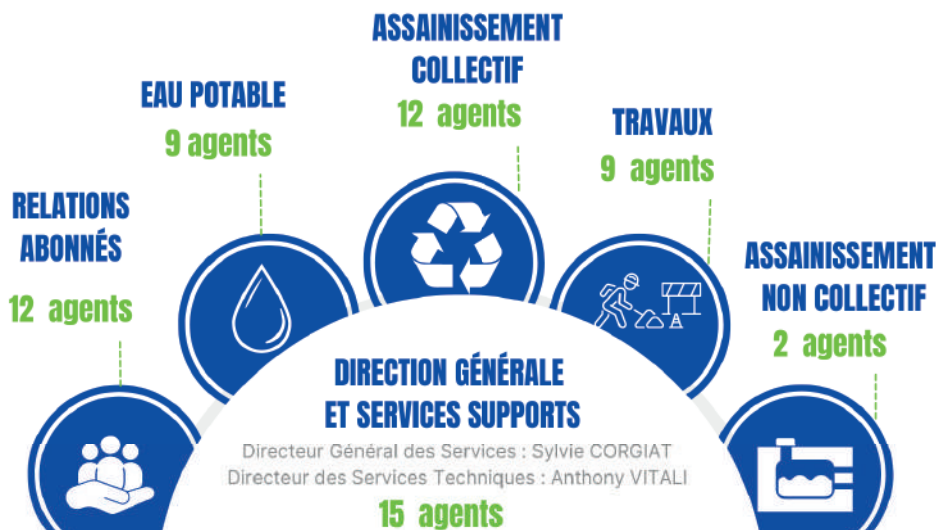 RELATIONS
ABONNÉS
12 agents
EAU POTABLE
9 agents
ASSAINISSEMENT
COLLECTIF
12 agents
TRAVAUX
9 agents
ASSAINISSEMENT
NON COLLECTIF
2 agents
DIRECTION GÉNÉRALE
ET SERVICES SUPPORTS
Directeur Général des Services : Sylvie CORGIAT
Directeur des Services Techniques : Anthony VITALI
15 agents